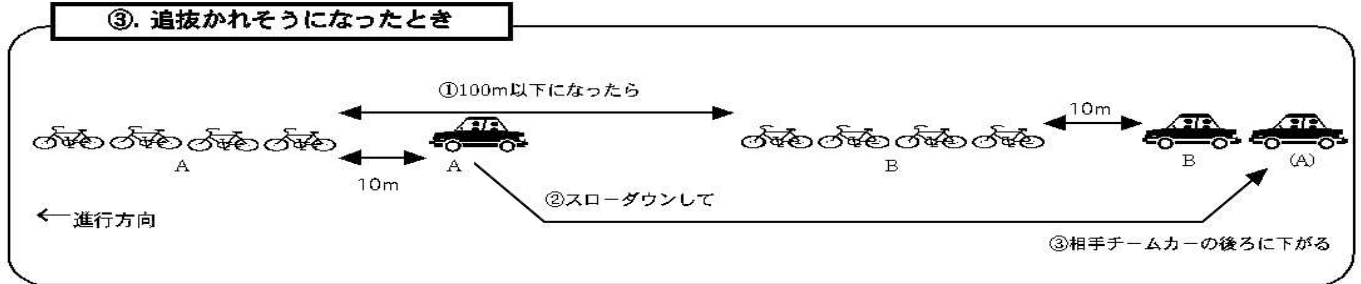 ③. 追抜かれそうになったとき
①100m以下になったら
10m
A
10m
A
B
B
(A)
②スローダウンして
←進行方向
③相手チームカーの後ろに下がる